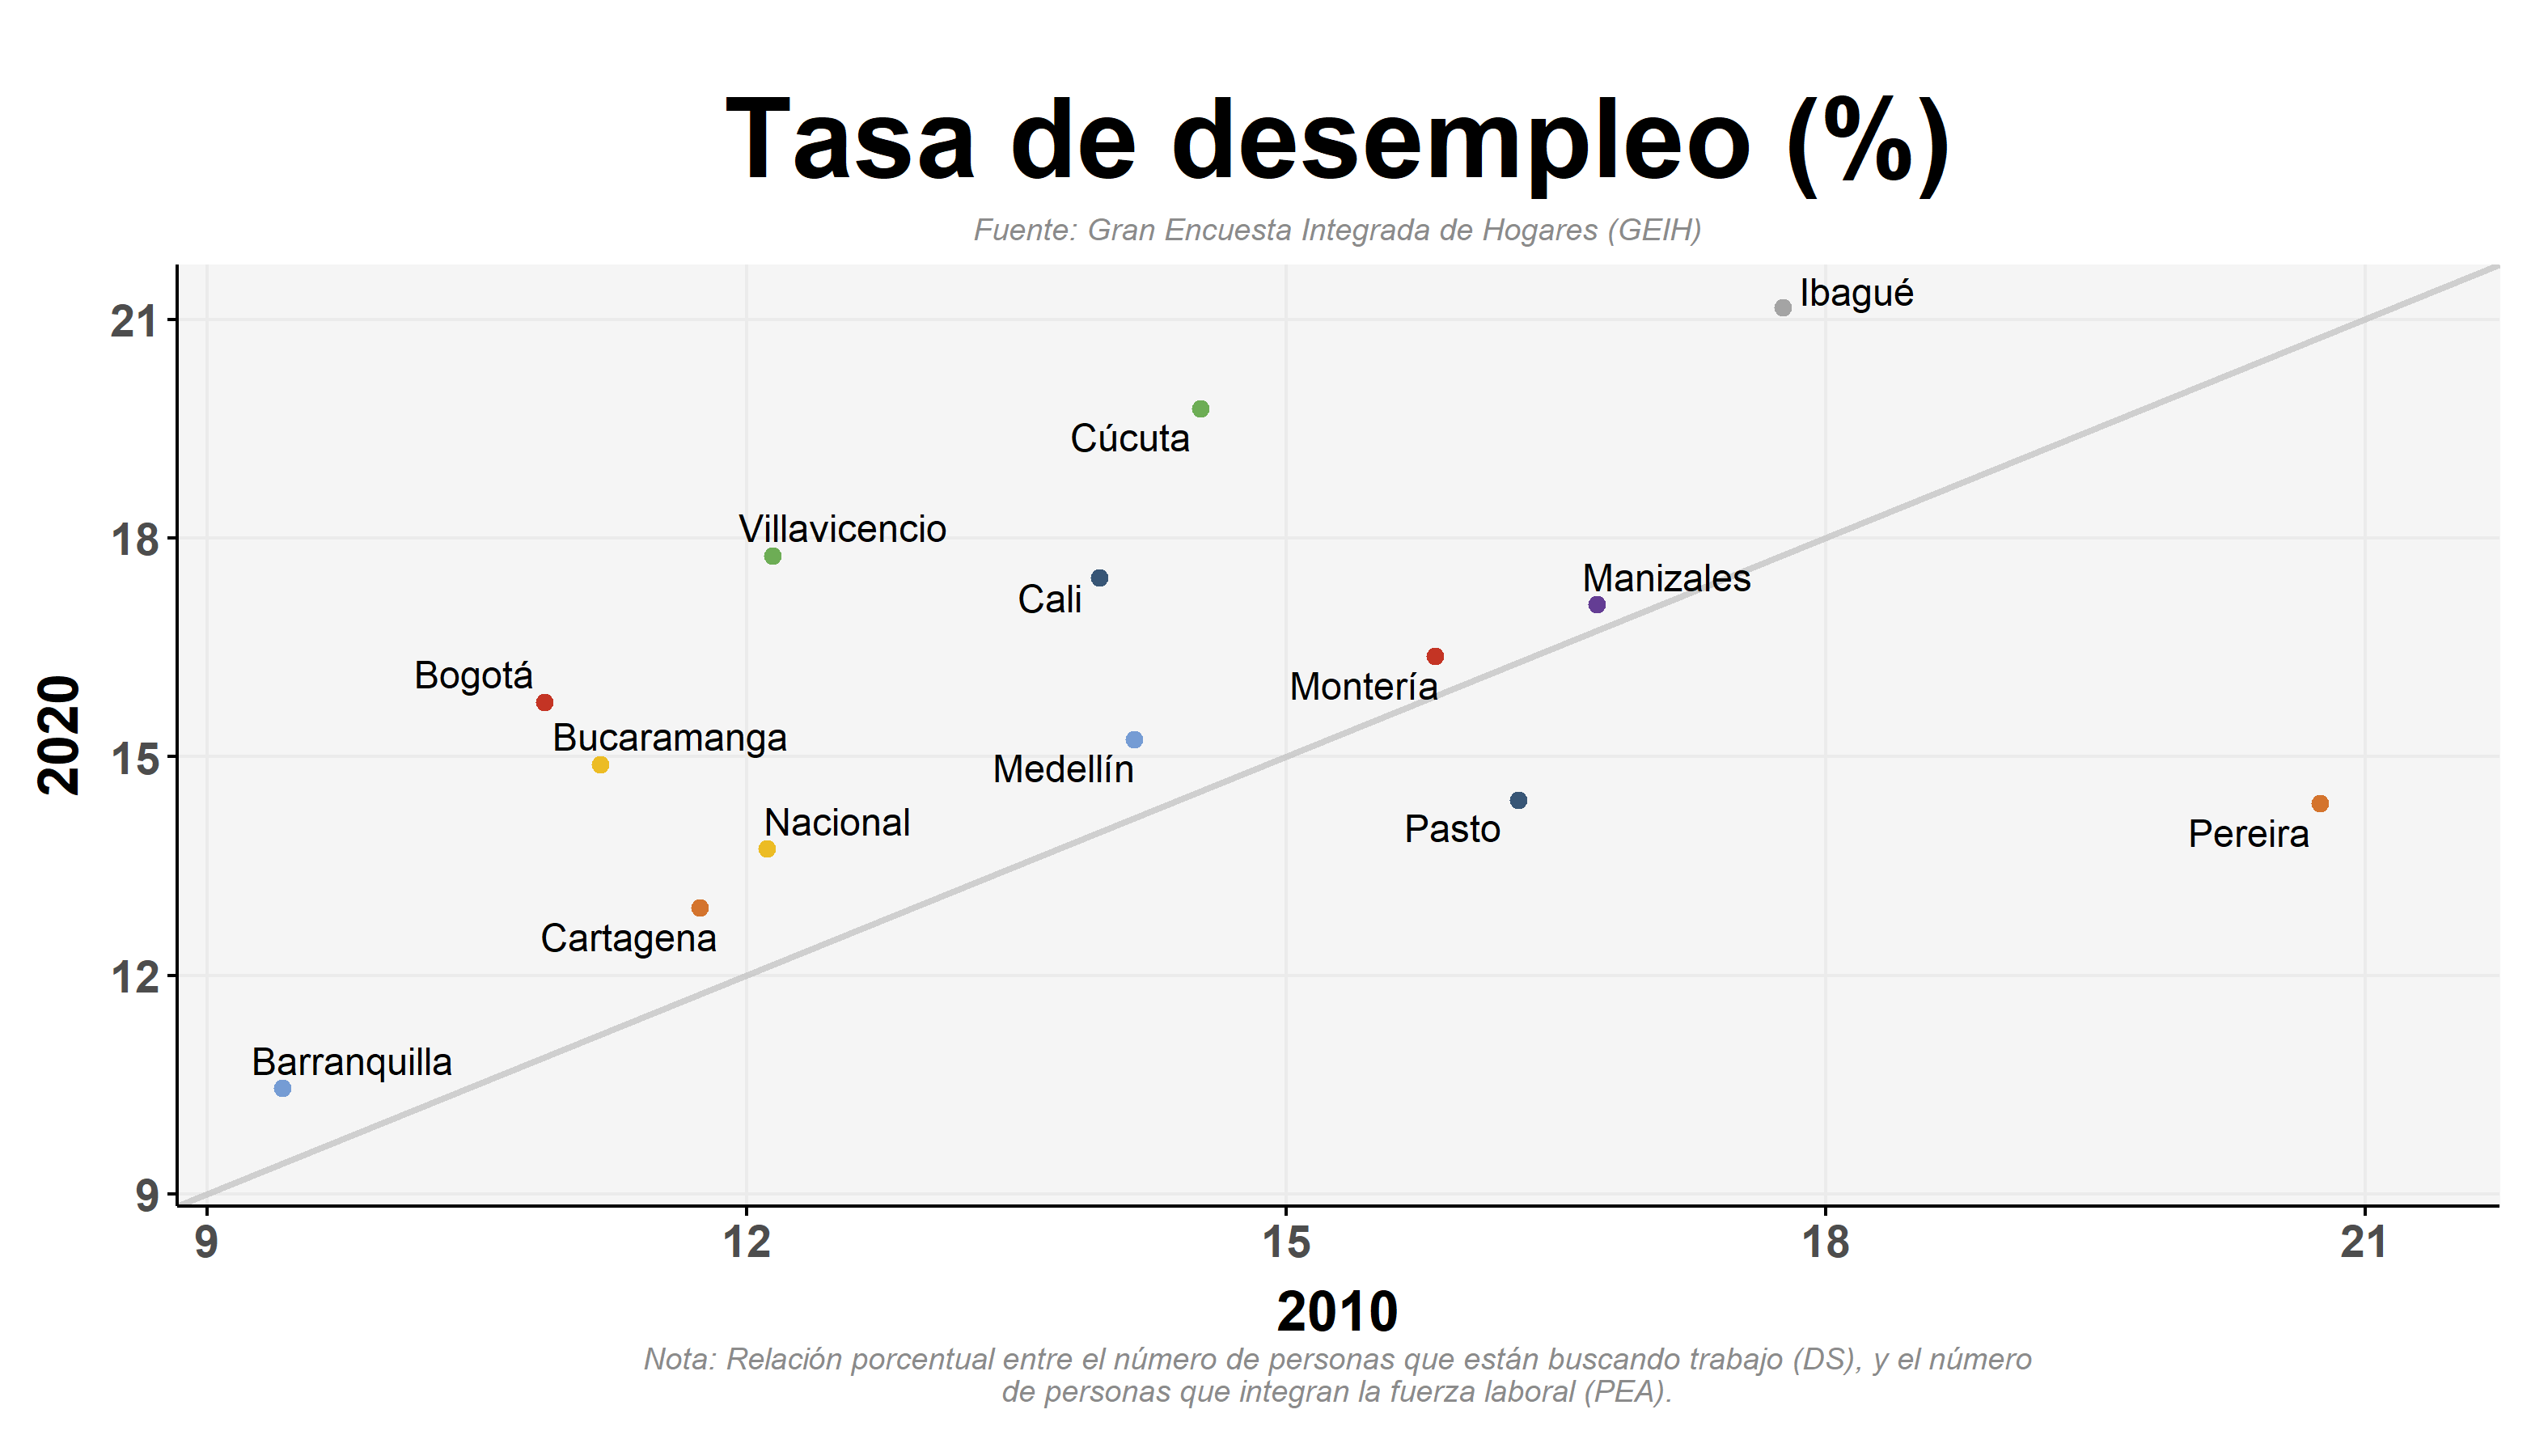 Tasa de desempleo (%)
Fuente: Gran Encuesta Integrada de Hogares (GEIH)
Ibagué
21
Cúcuta
Villavicencio
18
Cali
Manizales
Bogotá
Montería
2020
Bucaramanga
15
Medellín
Nacional
Pasto
Pereira
Cartagena
12
Barranquilla
9
9 12 15 18 21
2010
Nota: Relación porcentual entre el número de personas que están buscando trabajo (DS), y el número
de personas que integran la fuerza laboral (PEA).